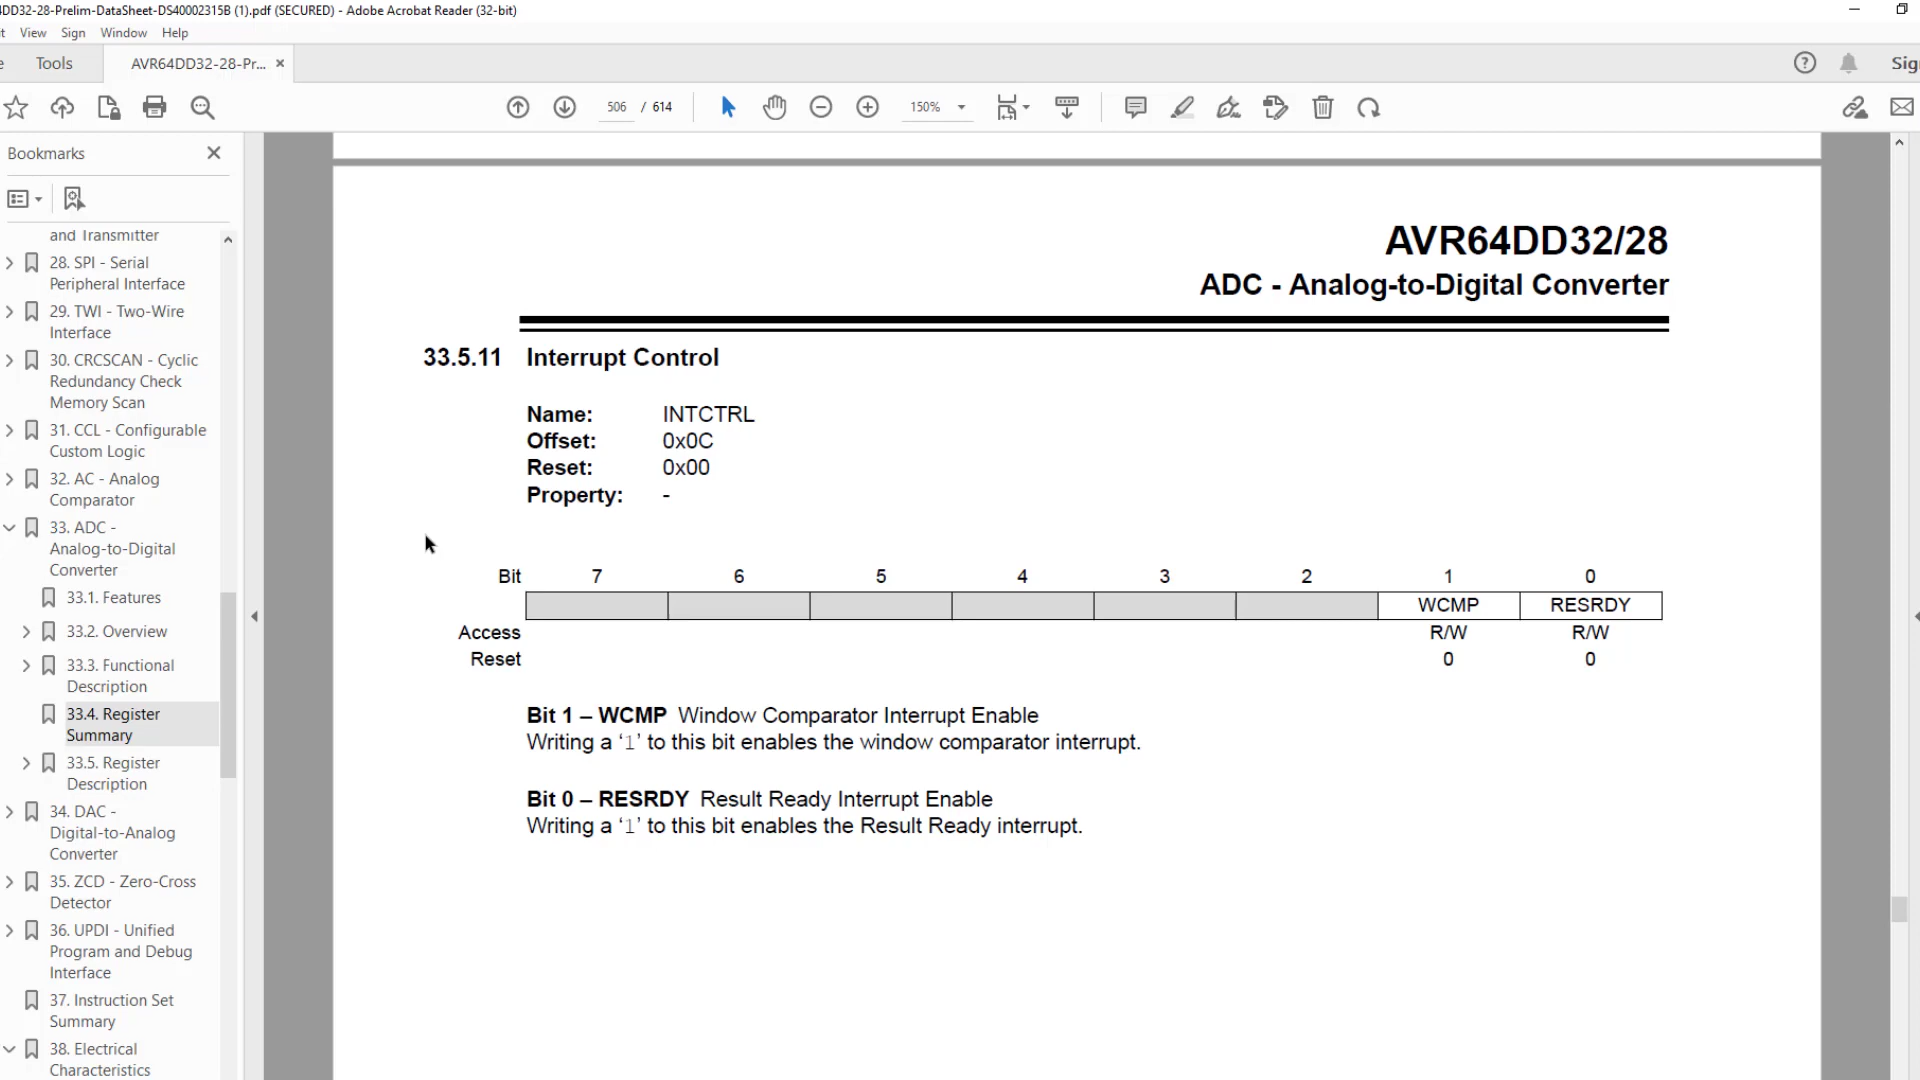 DD32-28-Prelim-DataSheet-DS40002315B (1).pdf (SECURED) - Adobe Acrobat Reader (32-bit)
t View Sign Window Help
e Tools AVR64DD32-28-Pr... ×
Sig
506 / 614 150%
Bookmarks
and Transmitter
28. SPI - Serial
Peripheral Interface
29. TWI - Two-Wire
Interface
30. CRCSCAN - Cyclic
Redundancy Check
Memory Scan
31. CCL - Configurable
Custom Logic
32. AC - Analog
Comparator
33. ADC -
Analog-to-Digital
Converter
33.1. Features
33.2. Overview
33.3. Functional
Description
33.4. Register
Summary
33.5. Register
Description
34. DAC -
Digital-to-Analog
Converter
35. ZCD - Zero-Cross
Detector
36. UPDI - Unified
Program and Debug
Interface
37. Instruction Set
Summary
38. Electrical
Characteristics
AVR64DD32/28
ADC - Analog-to-Digital Converter
33.5.11 Interrupt Control
Name: INTCTRL
Offset: 0x0C
Reset: 0x00
Property: -
Bit 7 6 5 4 3 2 1 0
WCMP RESRDY
Access R/W R/W
Reset 0 0
Bit 1 – WCMP Window Comparator Interrupt Enable
Writing a ‘1’ to this bit enables the window comparator interrupt.
Bit 0 – RESRDY Result Ready Interrupt Enable
Writing a ‘1’ to this bit enables the Result Ready interrupt.